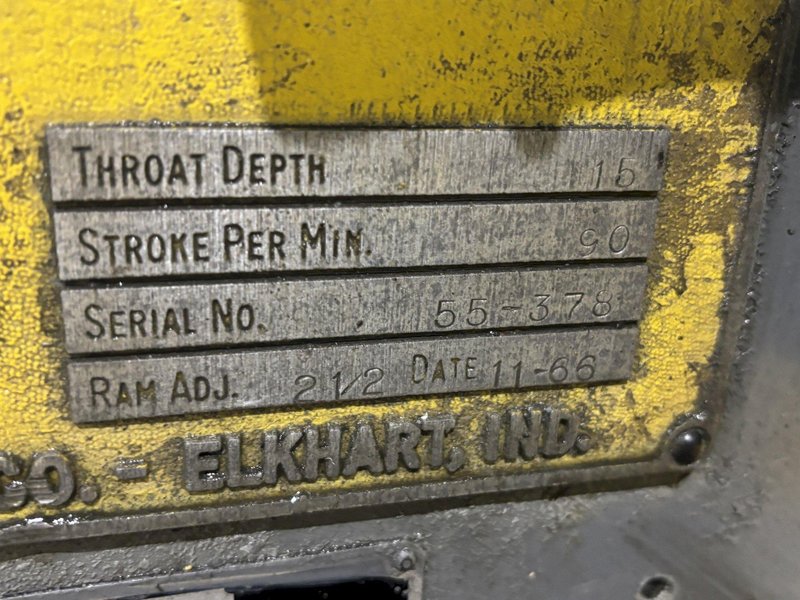 THROAT DEPTH 15
STROKE PER MIN. 90
SERIAL NO. 55-378
RAM ADJ. 2 1/2 DATE 11-66
CO. - ELKHART, IND.